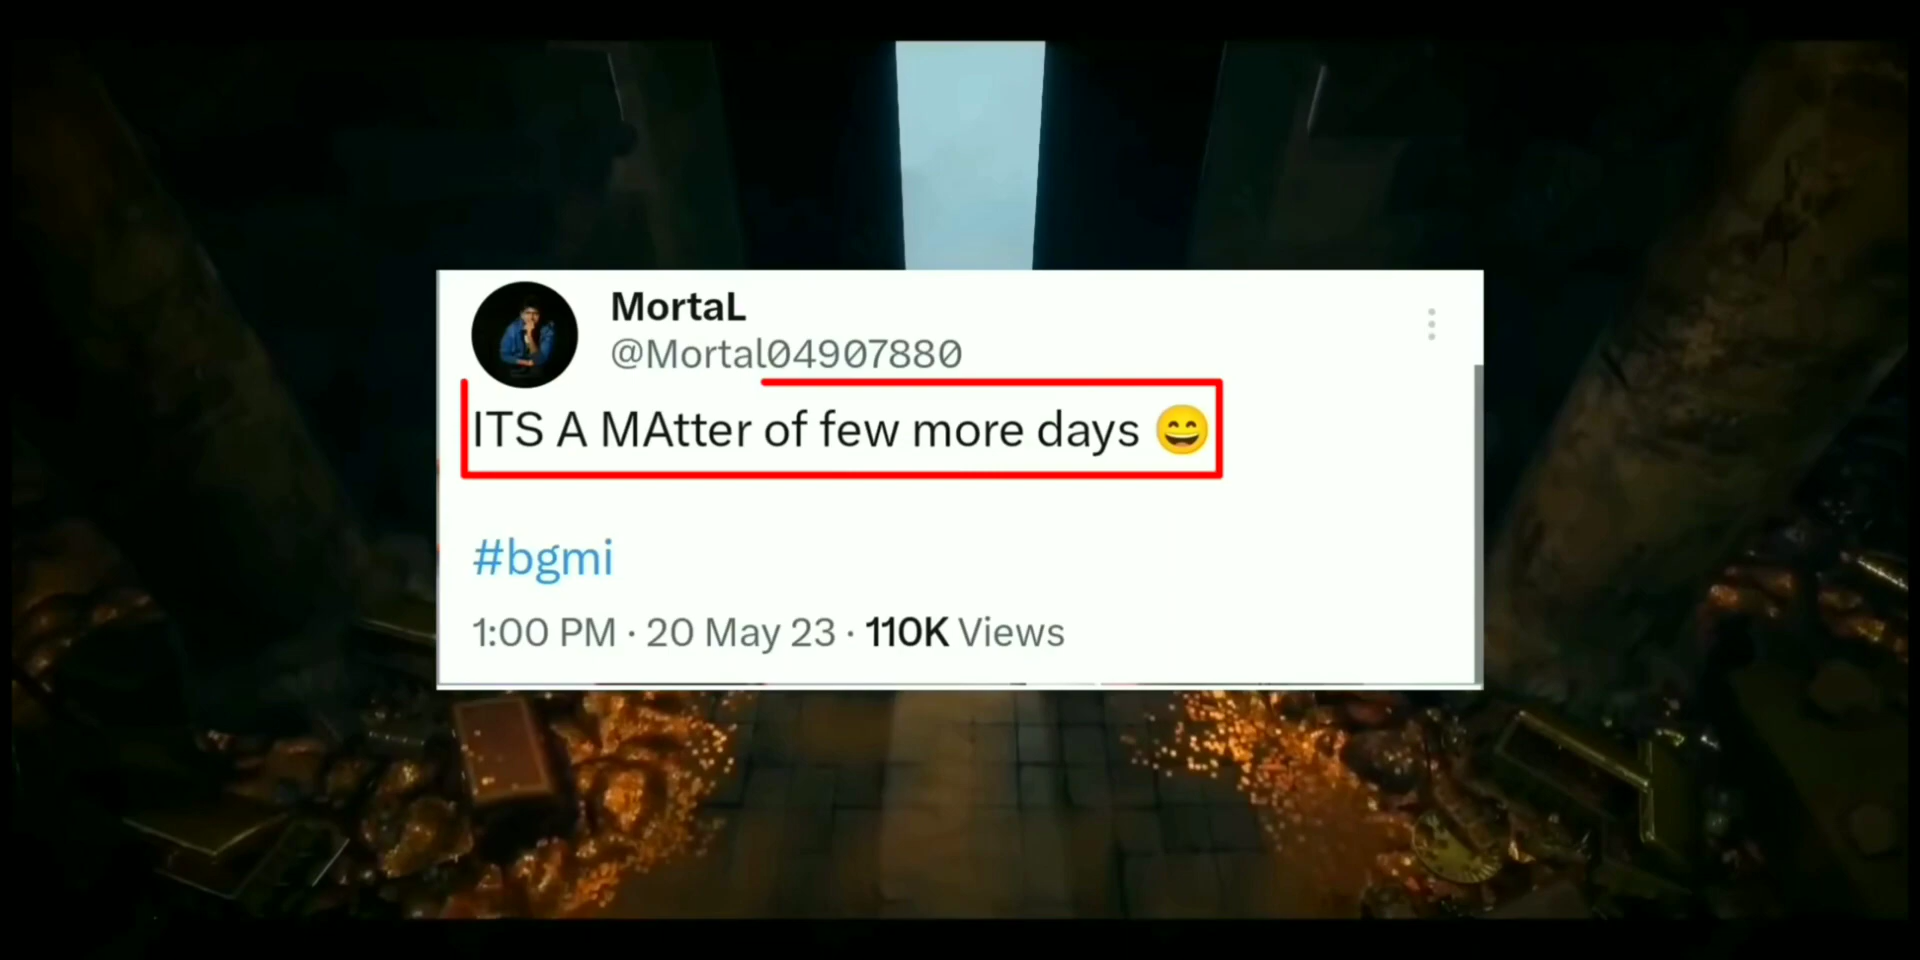 MortaL
@Mortal04907880
ITS A MAtter of few more days 😄
#bgmi
1:00 PM · 20 May 23 · 110K Views